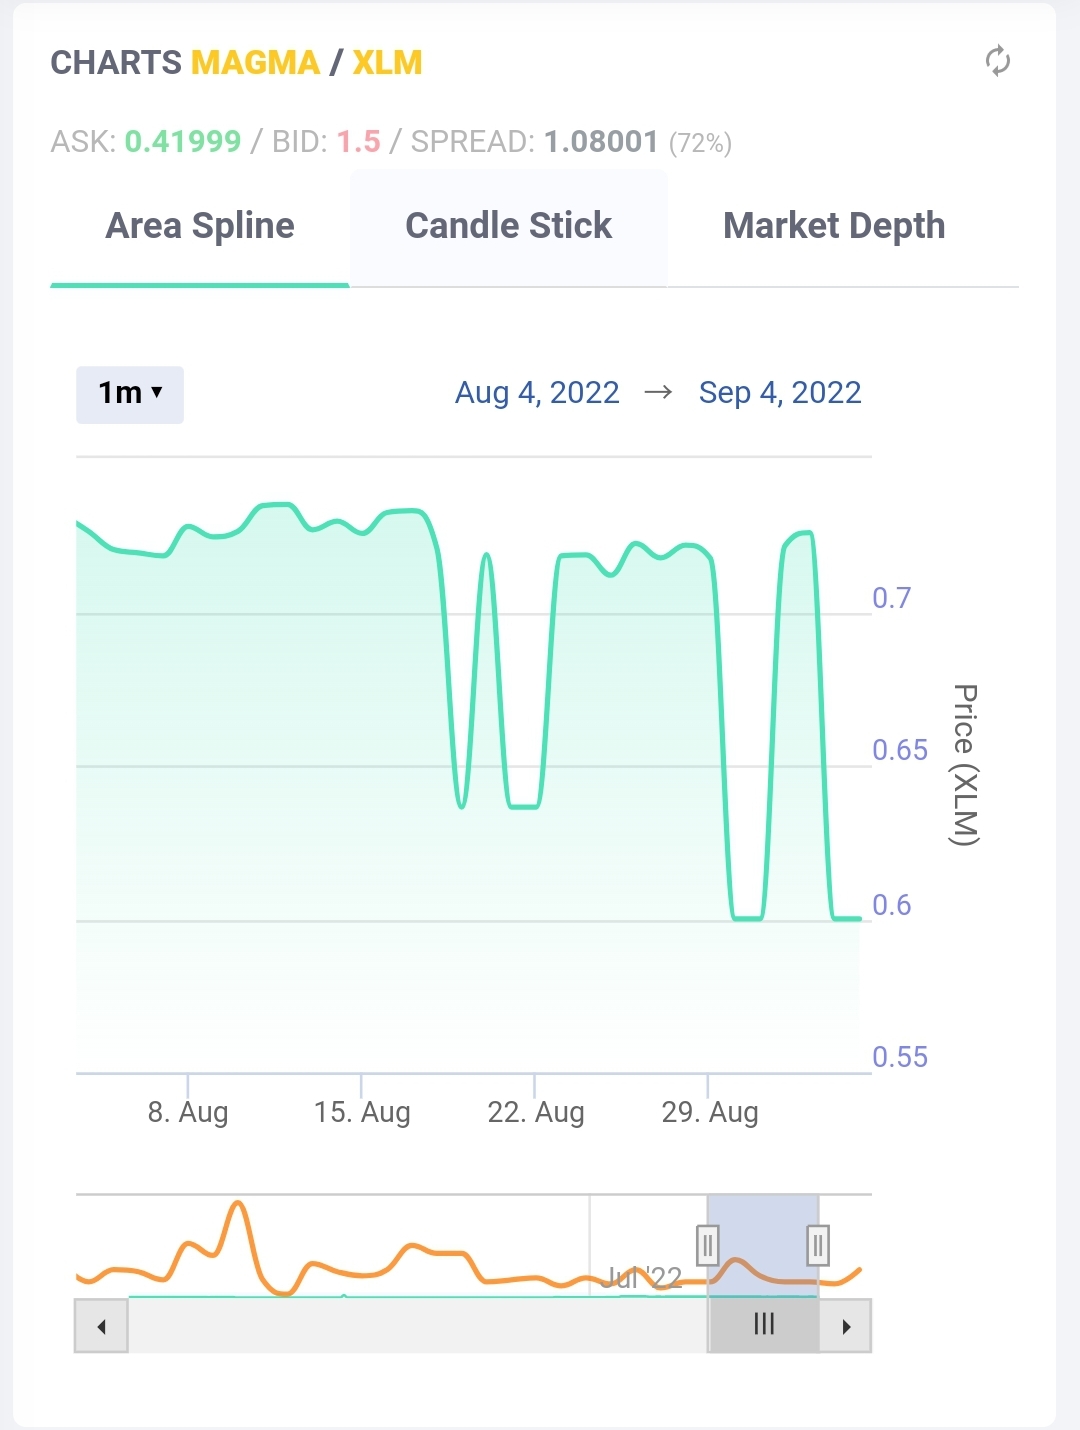 CHARTS MAGMA / XLM
ASK: 0.41999 / BID: 1.5 / SPREAD: 1.08001 (72%)
Area Spline Candle Stick Market Depth
1m ▾ Aug 4, 2022 → Sep 4, 2022
0.7
0.65
0.6
0.55
Price (XLM)
8. Aug 15. Aug 22. Aug 29. Aug
Jul '22